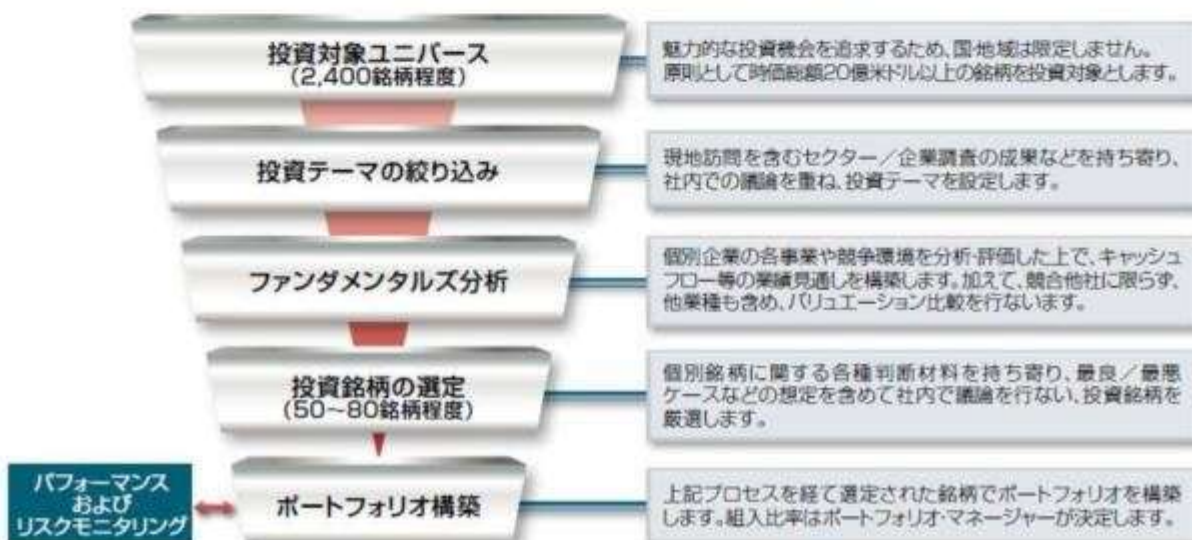 投資対象ユニバース
(2,400銘柄程度)
魅力的な投資機会を追求するため、国・地域は限定しません。
原則として時価総額20億米ドル以上の銘柄を投資対象とします。
投資テーマの絞り込み
現地訪問を含むセクター／企業調査の成果などを持ち寄り、
社内での議論を重ね、投資テーマを設定します。
ファンダメンタルズ分析
個別企業の各事業や競争環境を分析・評価した上で、キャッシュ
フロー等の業績見通しを構築します。加えて、競合他社に限らず、
他業種も含め、バリュエーション比較を行ないます。
投資銘柄の選定
(50～80銘柄程度)
個別銘柄に関する各種判断材料を持ち寄り、最良／最悪
ケースなどの想定を含めて社内で議論を行ない、投資銘柄を
厳選します。
パフォーマンス
および
リスクモニタリング
ポートフォリオ構築
上記プロセスを経て選定された銘柄でポートフォリオを構築
します。組入比率はポートフォリオ・マネージャーが決定します。